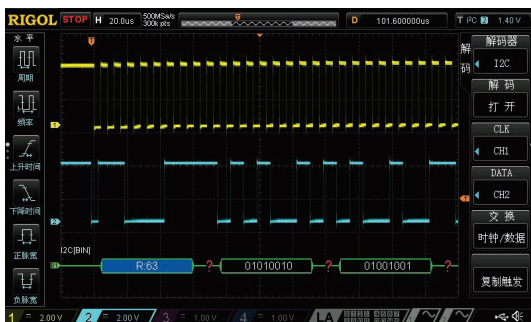 RIGOL STOP H 20.0us 500MSa/s 300k pts D 101.600000us T I²C 2 1.40 V
水平
周期
频率
上升时间
下降时间
正脉宽
负脉宽
解码
解码器
I2C
解码
打开
CLK
CH1
DATA
CH2
交换
时钟/数据
复制触发
I2C[BIN]
B1 R:63 ? 01010010 ? 01001001 ?
1 = 2.00 V 2 = 2.00 V 3 = 1.00 V 4 = 1.00 V LA